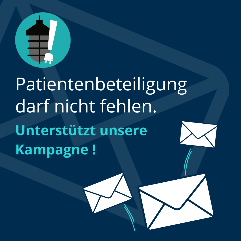 Patientenbeteiligung
darf nicht fehlen.
Unterstützt unsere
Kampagne !